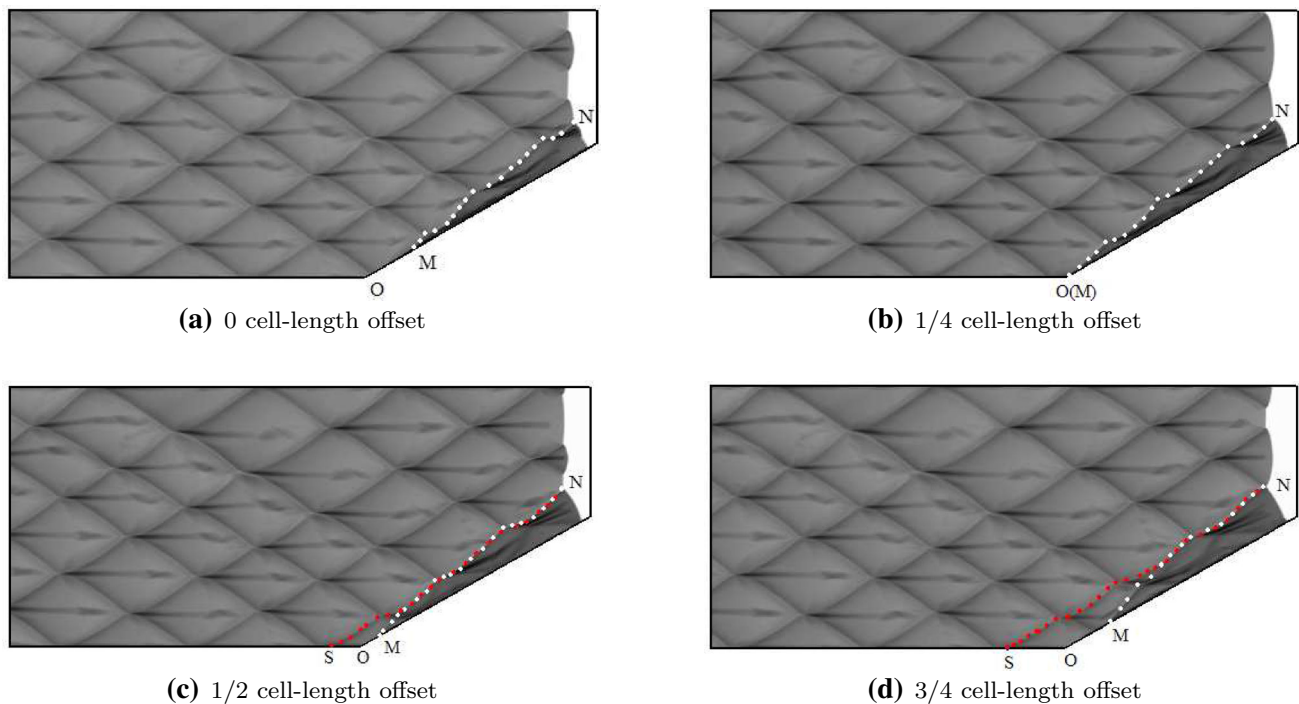 N
M
O
(a) 0 cell-length offset
N
O(M)
(b) 1/4 cell-length offset
N
S O M
(c) 1/2 cell-length offset
N
M
S O
(d) 3/4 cell-length offset